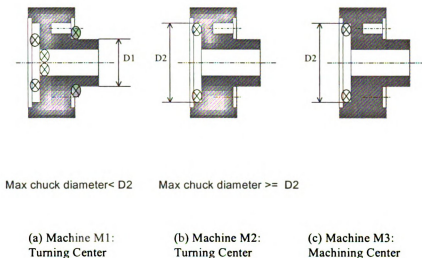 D1
D2
D2
Max chuck diameter< D2
Max chuck diameter >= D2
(a) Machine M1:
Turning Center
(b) Machine M2:
Turning Center
(c) Machine M3:
Machining Center